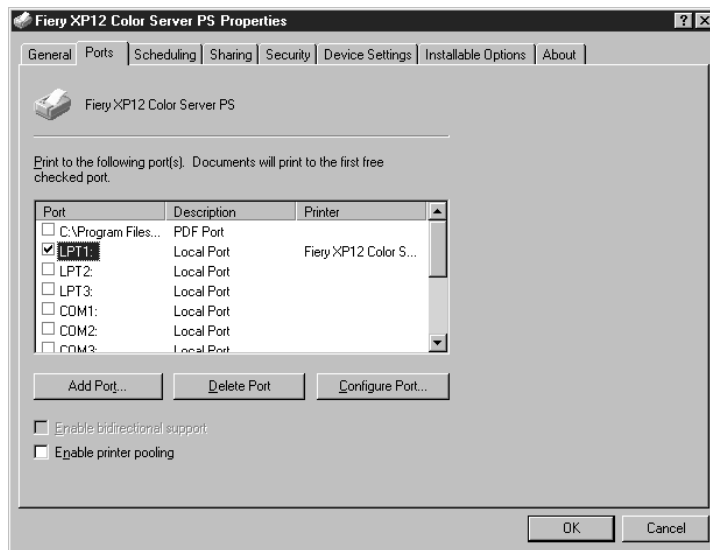 Fiery XP12 Color Server PS Properties
General Ports Scheduling Sharing Security Device Settings Installable Options About
Fiery XP12 Color Server PS
Print to the following port(s). Documents will print to the first free
checked port.
Port Description Printer
C:\Program Files... PDF Port
LPT1: Local Port Fiery XP12 Color S...
LPT2: Local Port
LPT3: Local Port
COM1: Local Port
COM2: Local Port
COM3: Local Port
Add Port... Delete Port Configure Port...
Enable bidirectional support
Enable printer pooling
OK Cancel